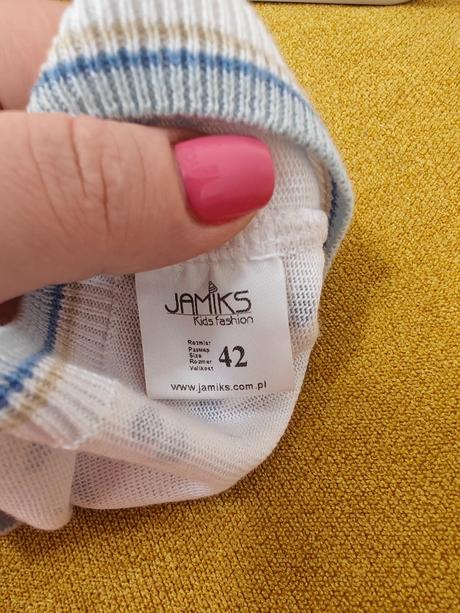 JAMIKS
Kids fashion
Rozmiar
Размер
Size
Rozmer
Velikost
42
www.jamiks.com.pl